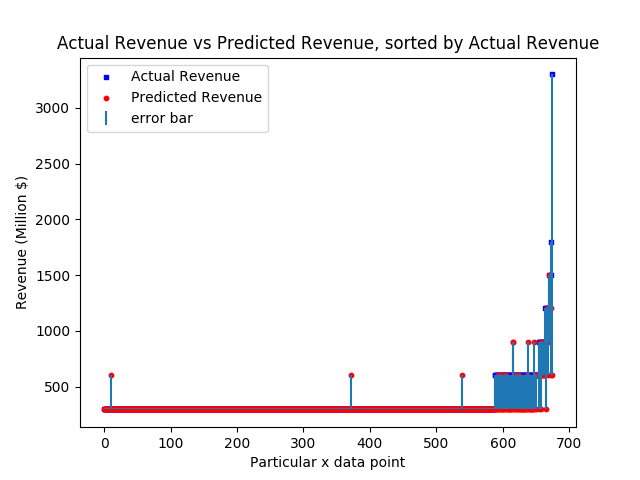 Actual Revenue vs Predicted Revenue, sorted by Actual Revenue
Actual Revenue
Predicted Revenue
error bar
Revenue (Million $)
3000
2500
2000
1500
1000
500
0 100 200 300 400 500 600 700
Particular x data point